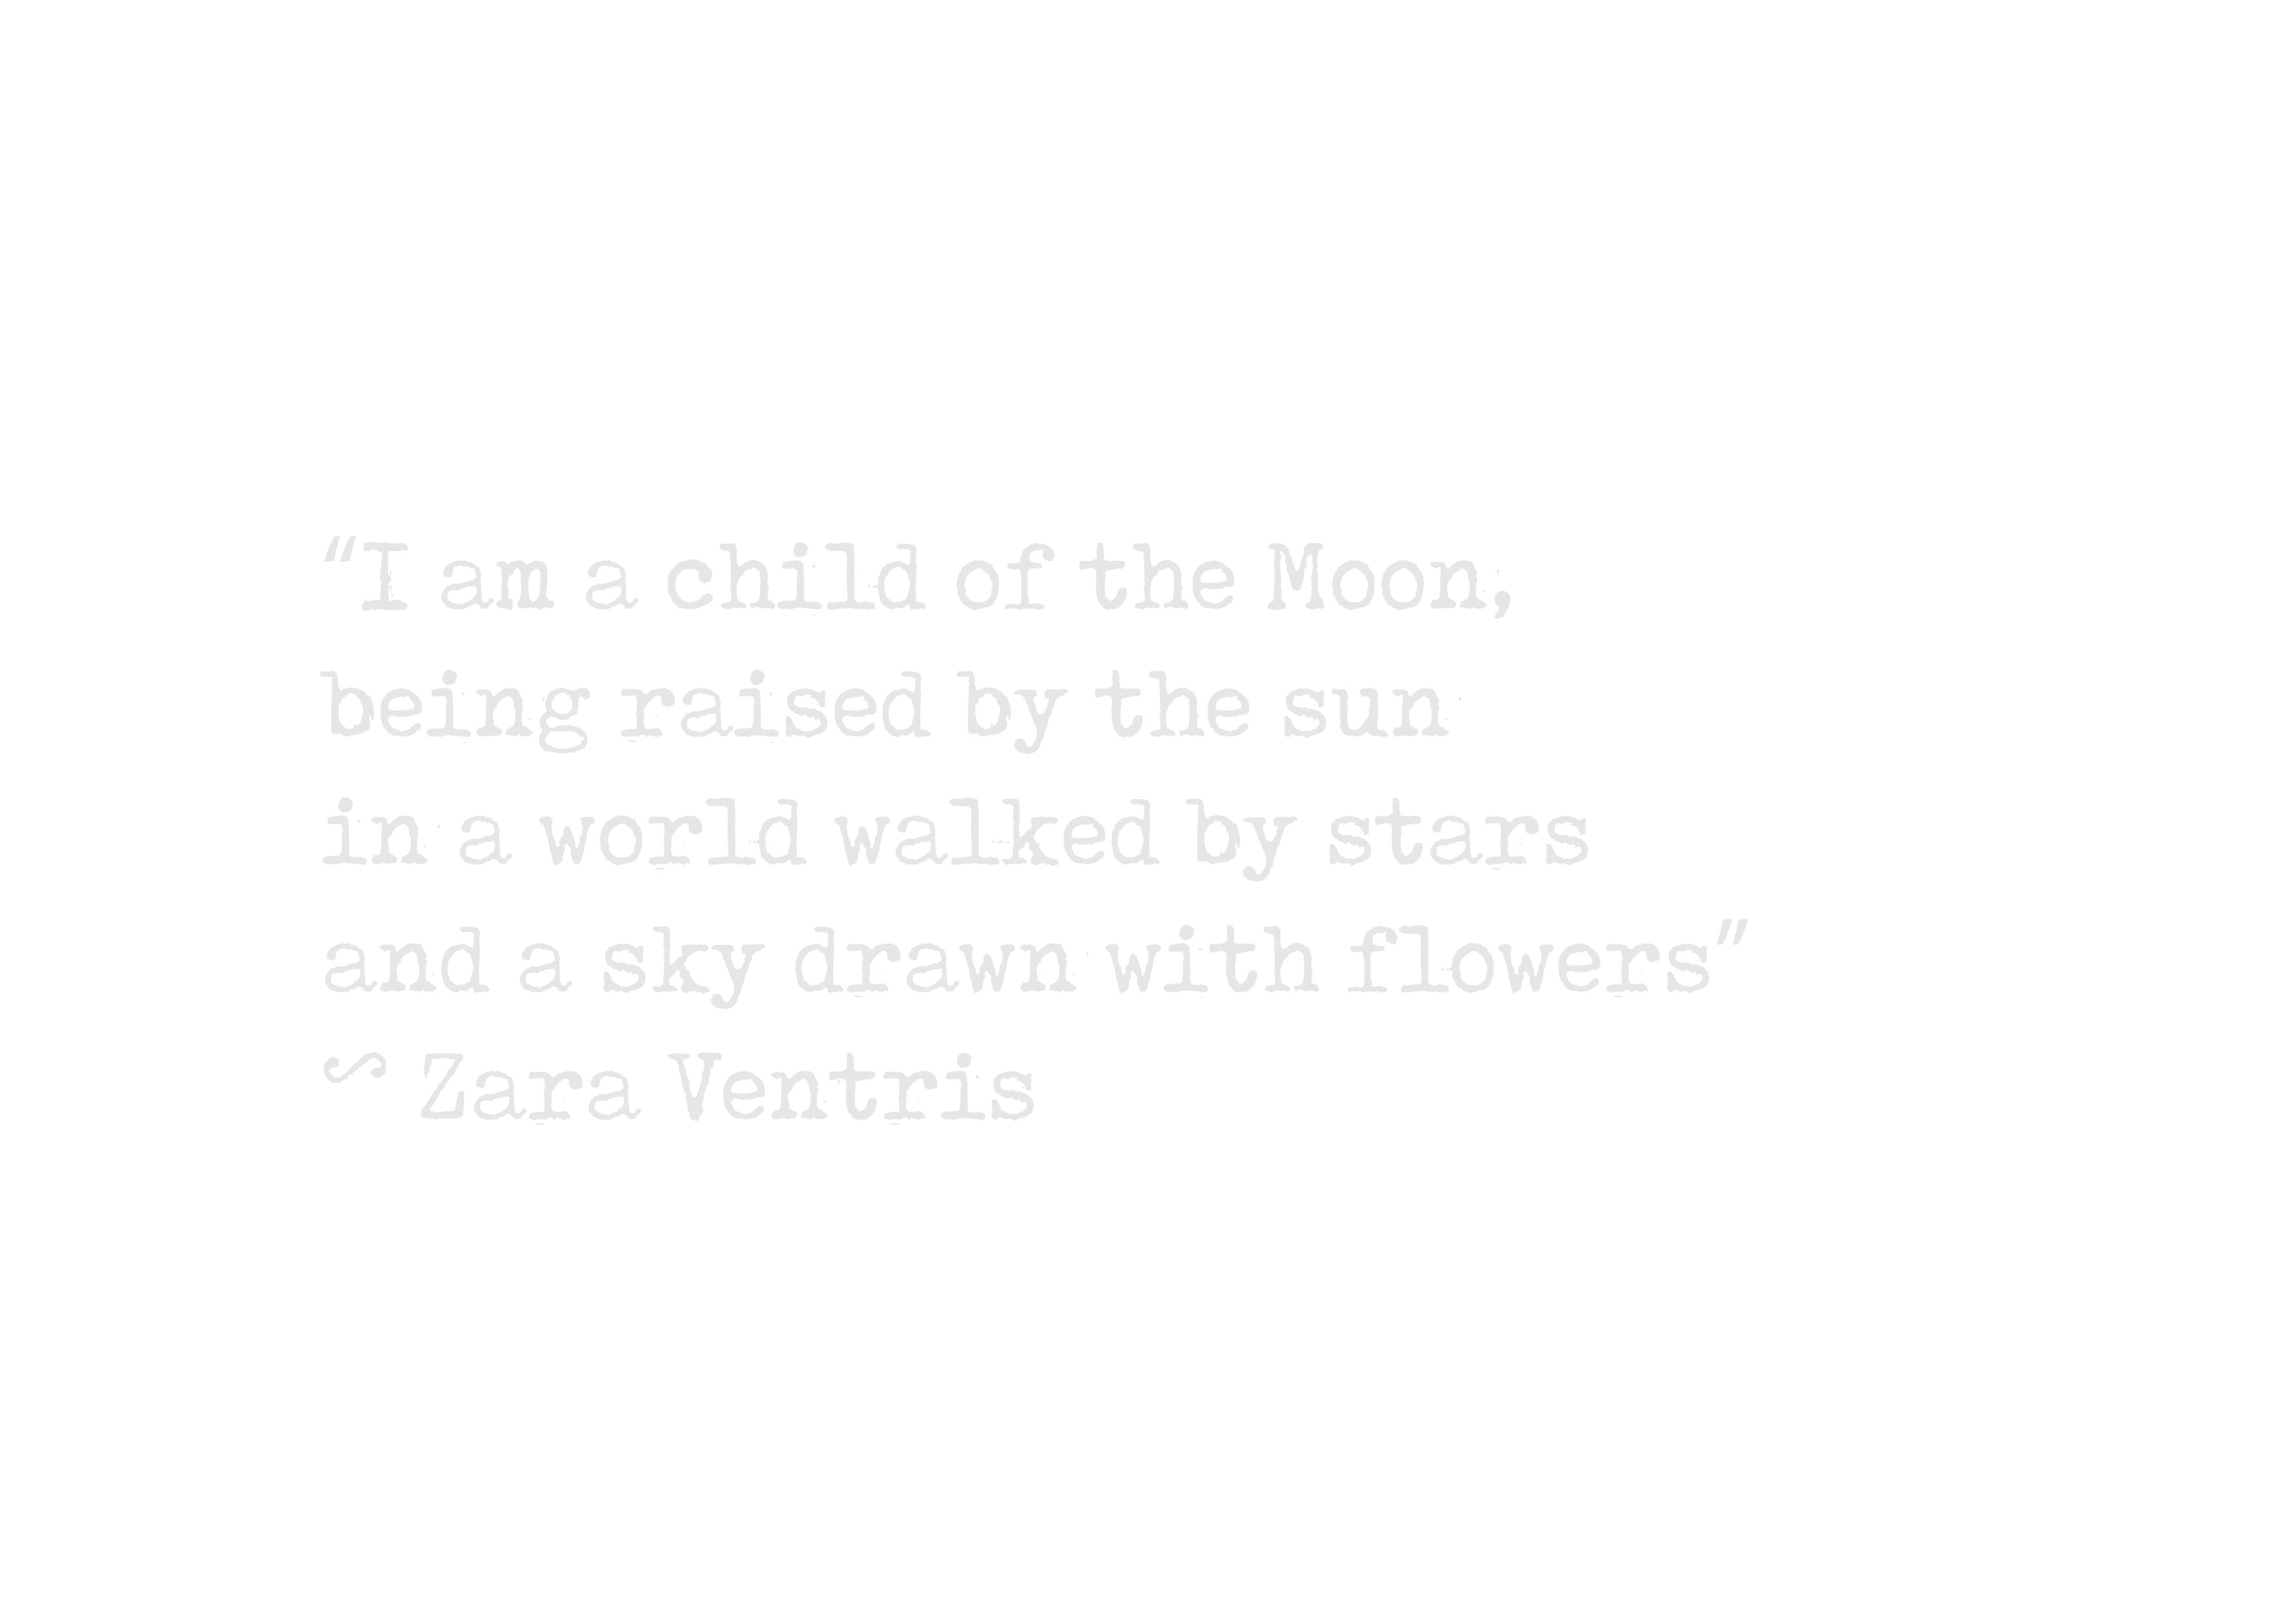 “I am a child of the Moon,
being raised by the sun
in a world walked by stars
and a sky drawn with flowers”
~ Zara Ventris